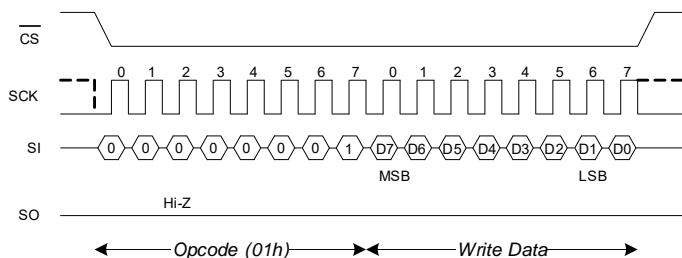 CS
0 1 2 3 4 5 6 7 0 1 2 3 4 5 6 7
SCK
SI 0 0 0 0 0 0 0 1 D7 D6 D5 D4 D3 D2 D1 D0
MSB LSB
Hi-Z
SO
Opcode (01h) Write Data